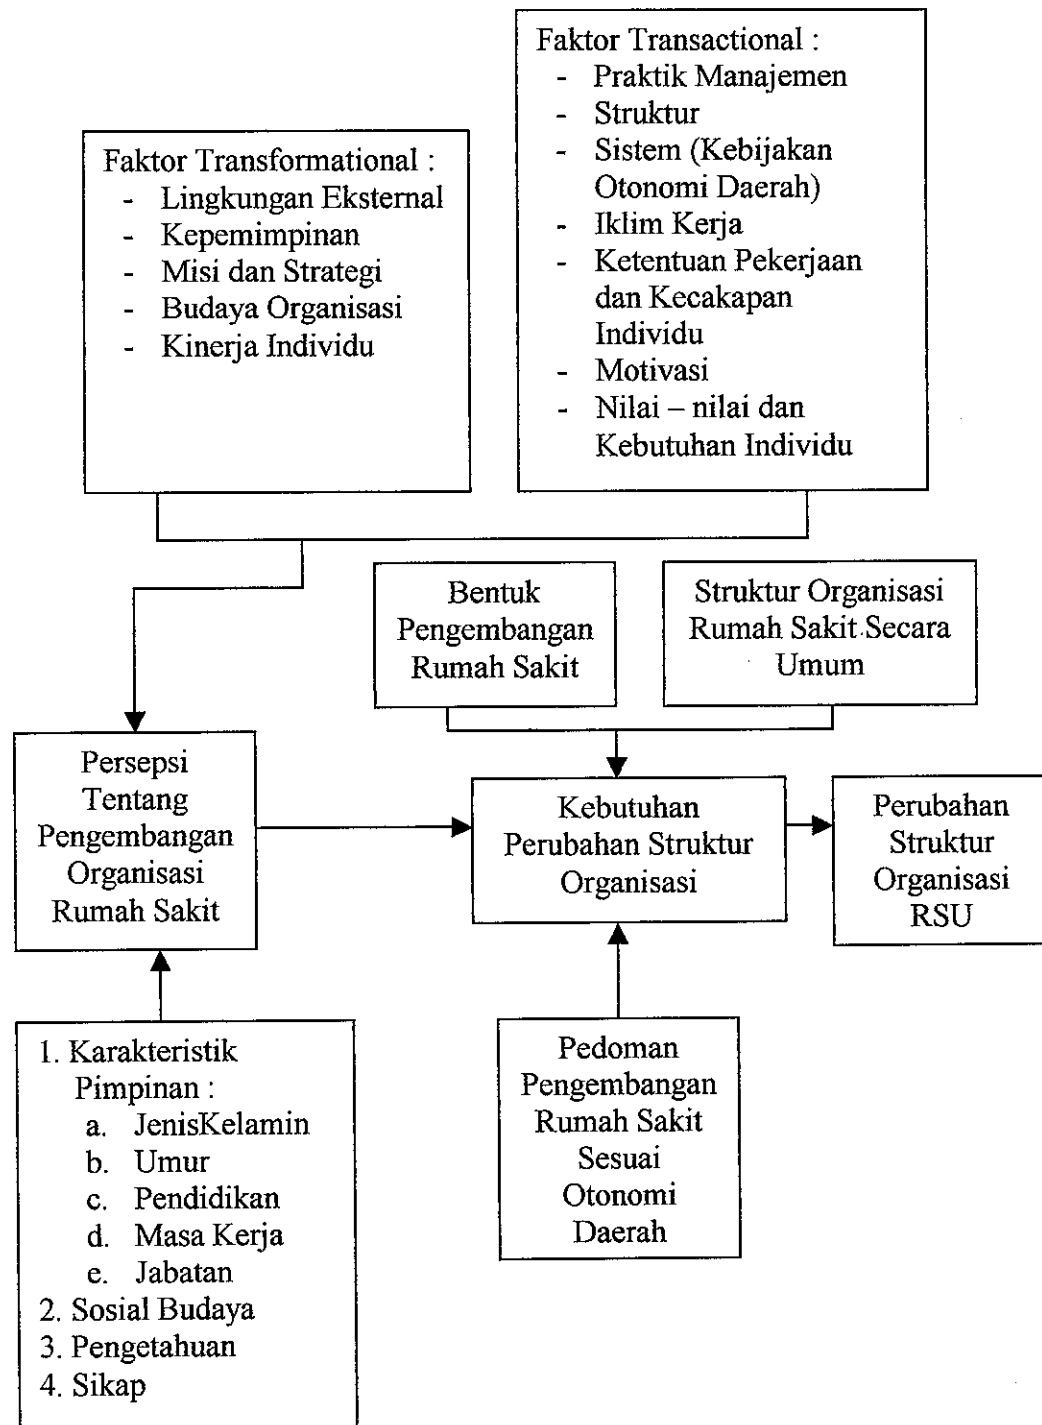 Faktor Transactional :
- Praktik Manajemen
- Struktur
- Sistem (Kebijakan
Otonomi Daerah)
- Iklim Kerja
- Ketentuan Pekerjaan
dan Kecakapan
Individu
- Motivasi
- Nilai – nilai dan
Kebutuhan Individu
Faktor Transformational :
- Lingkungan Eksternal
- Kepemimpinan
- Misi dan Strategi
- Budaya Organisasi
- Kinerja Individu
Bentuk
Pengembangan
Rumah Sakit
Struktur Organisasi
Rumah Sakit Secara
Umum
Persepsi
Tentang
Pengembangan
Organisasi
Rumah Sakit
Kebutuhan
Perubahan Struktur
Organisasi
Perubahan
Struktur
Organisasi
RSU
1. Karakteristik
Pimpinan :
a. JenisKelamin
b. Umur
c. Pendidikan
d. Masa Kerja
e. Jabatan
2. Sosial Budaya
3. Pengetahuan
4. Sikap
Pedoman
Pengembangan
Rumah Sakit
Sesuai
Otonomi
Daerah